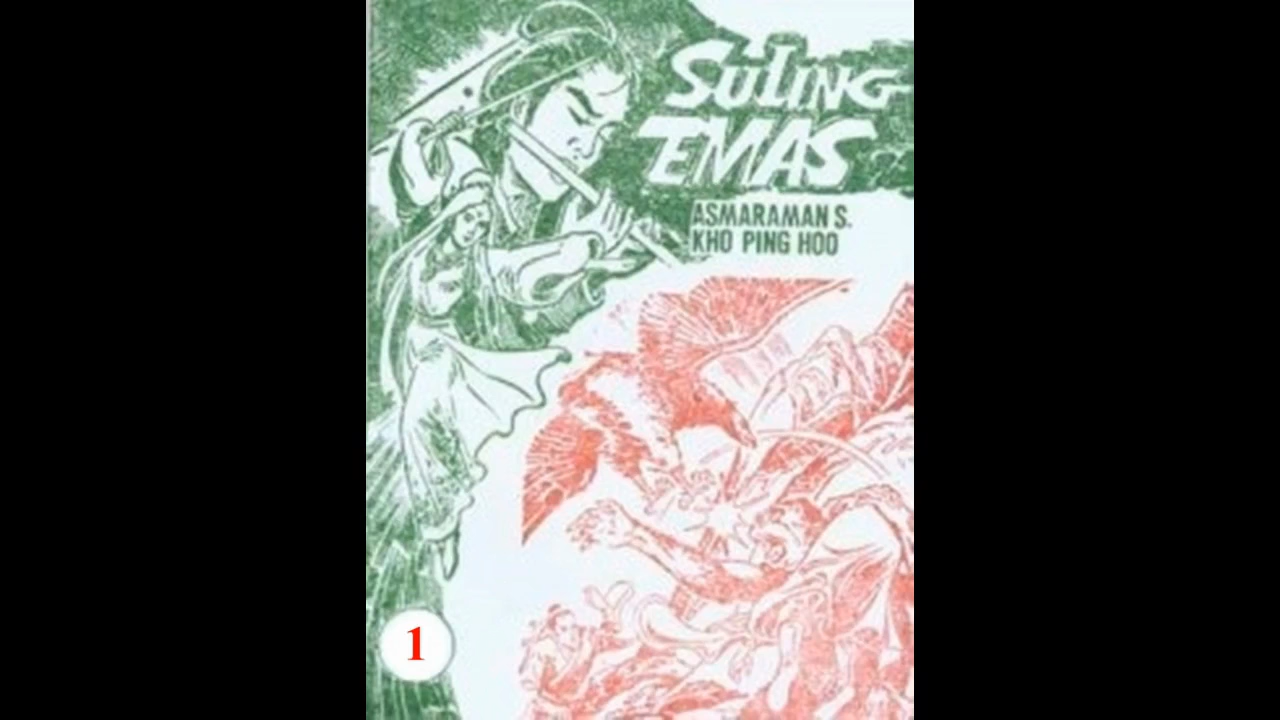 SULING
EMAS
ASMARAMAN S.
KHO PING HOO
1